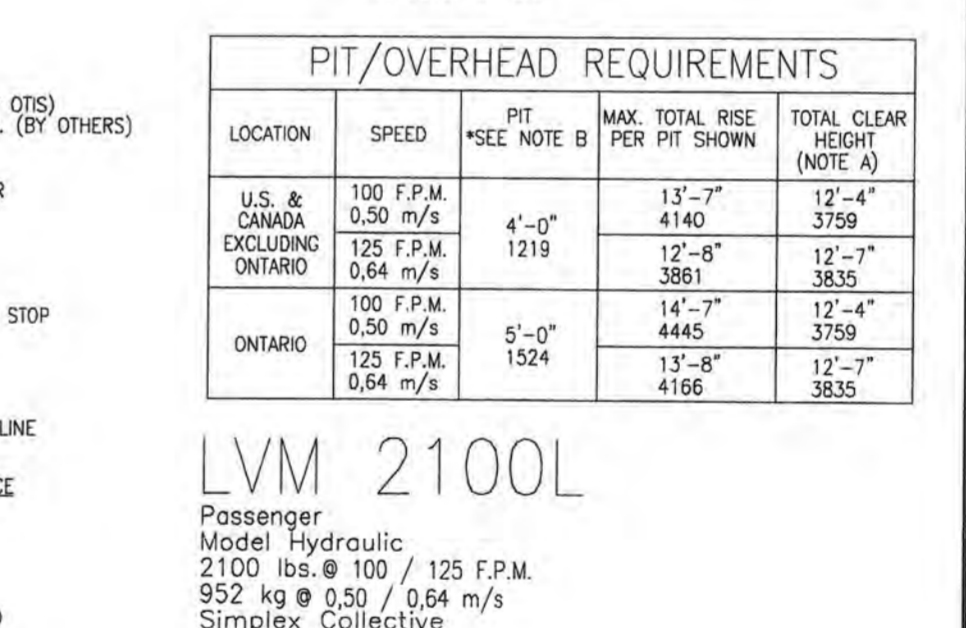 OTIS)
. (BY OTHERS)
R
STOP
LINE
CE
)
PIT/OVERHEAD REQUIREMENTS
LOCATION SPEED PIT *SEE NOTE B MAX. TOTAL RISE PER PIT SHOWN TOTAL CLEAR HEIGHT (NOTE A)
U.S. & CANADA EXCLUDING ONTARIO
100 F.P.M. 0,50 m/s 4'-0" 1219 13'-7" 4140 12'-4" 3759
125 F.P.M. 0,64 m/s 12'-8" 3861 12'-7" 3835
ONTARIO
100 F.P.M. 0,50 m/s 5'-0" 1524 14'-7" 4445 12'-4" 3759
125 F.P.M. 0,64 m/s 13'-8" 4166 12'-7" 3835
LVM 2100L
Passenger
Model Hydraulic
2100 lbs.@ 100 / 125 F.P.M.
952 kg @ 0,50 / 0,64 m/s
Simplex Collective